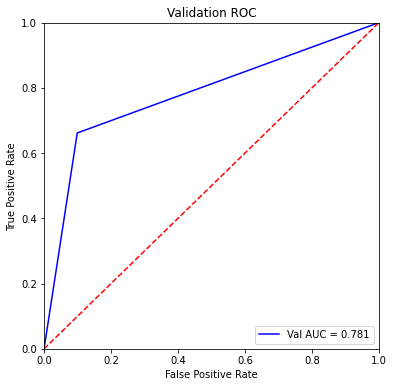 Validation ROC
True Positive Rate
1.0
0.8
0.6
0.4
0.2
0.0
Val AUC = 0.781
0.0 0.2 0.4 0.6 0.8 1.0
False Positive Rate